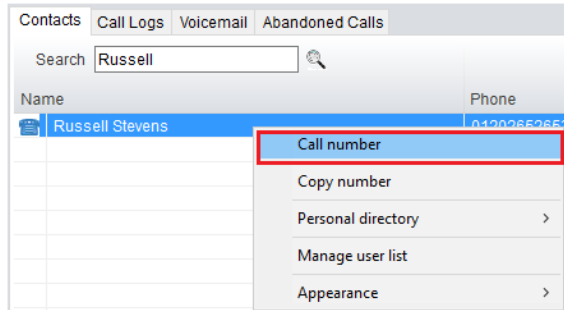 Contacts Call Logs Voicemail Abandoned Calls
Search Russell
Name Phone
Russell Stevens
Call number
Copy number
Personal directory
Manage user list
Appearance